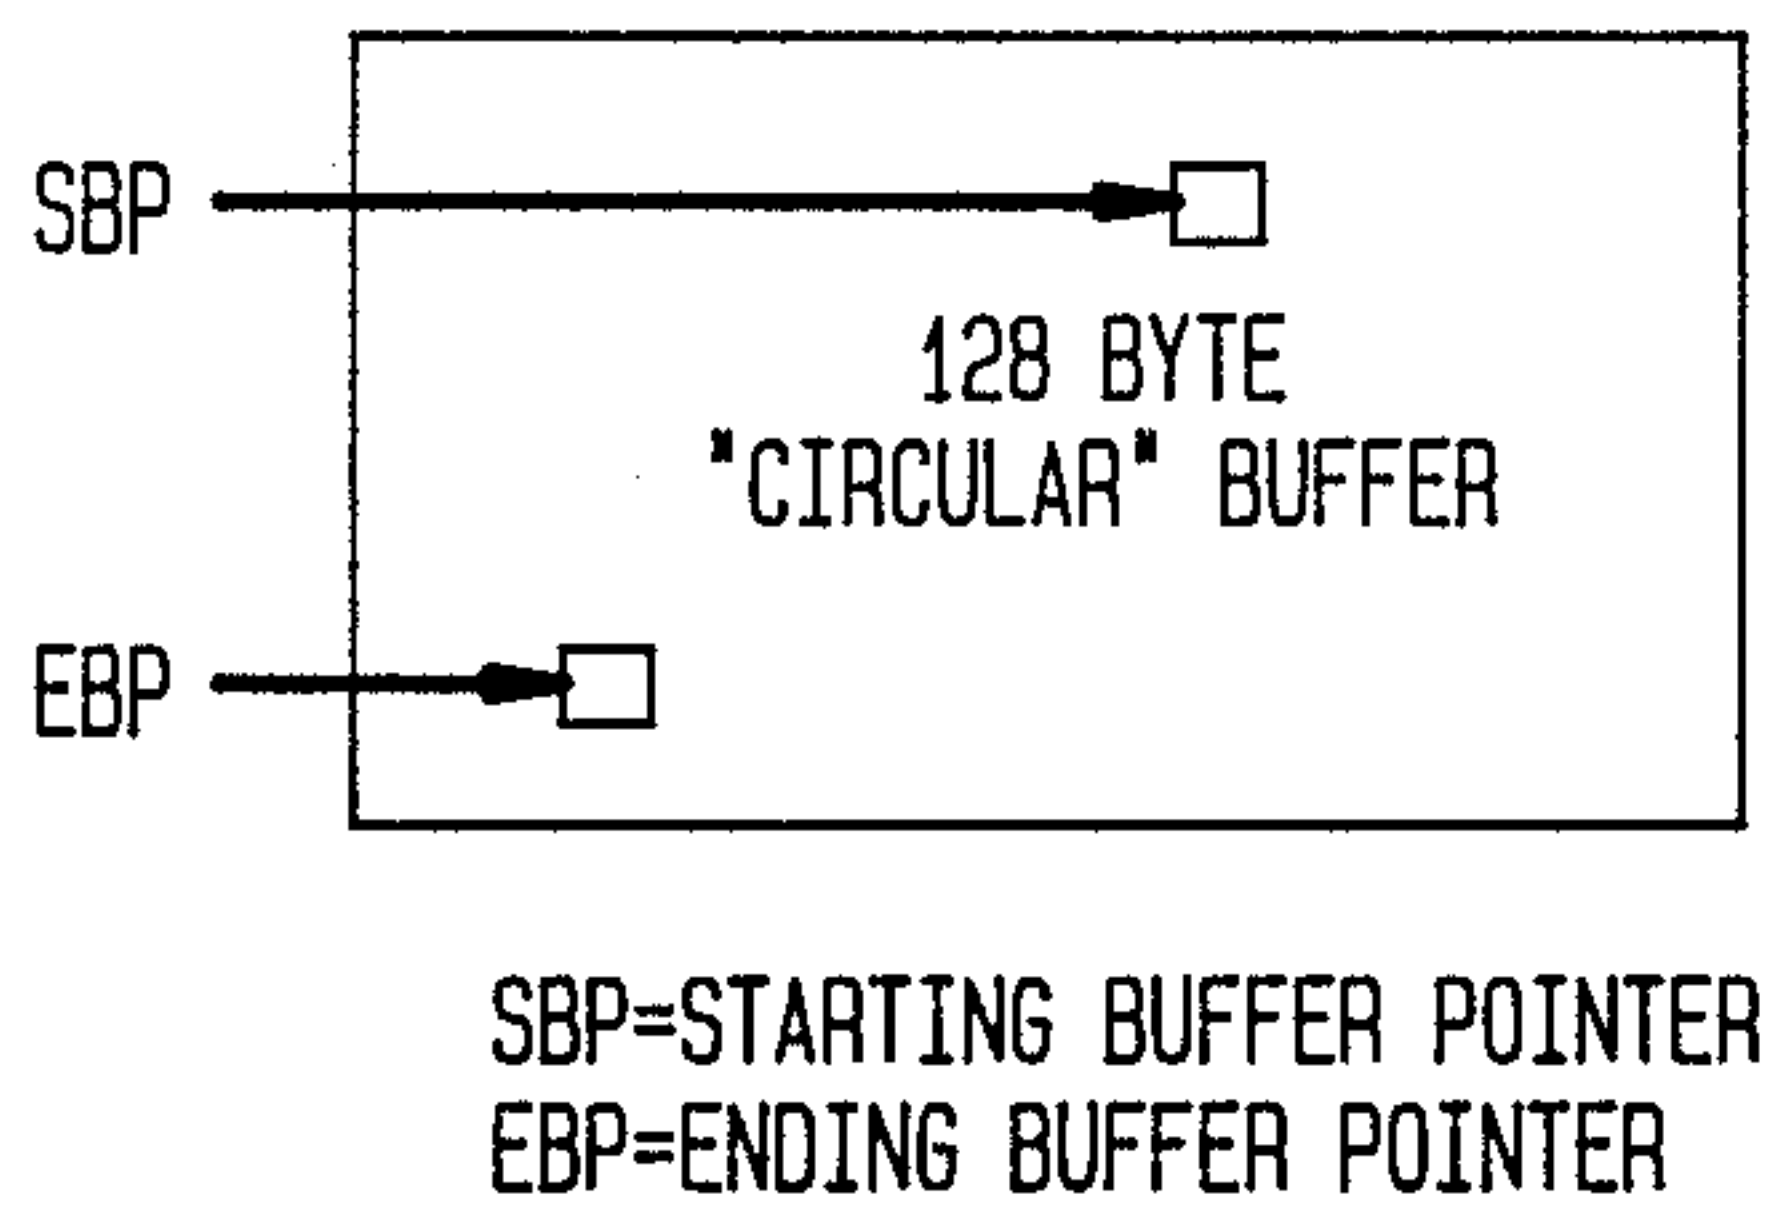 SBP
128 BYTE
"CIRCULAR" BUFFER
EBP
SBP=STARTING BUFFER POINTER
EBP=ENDING BUFFER POINTER